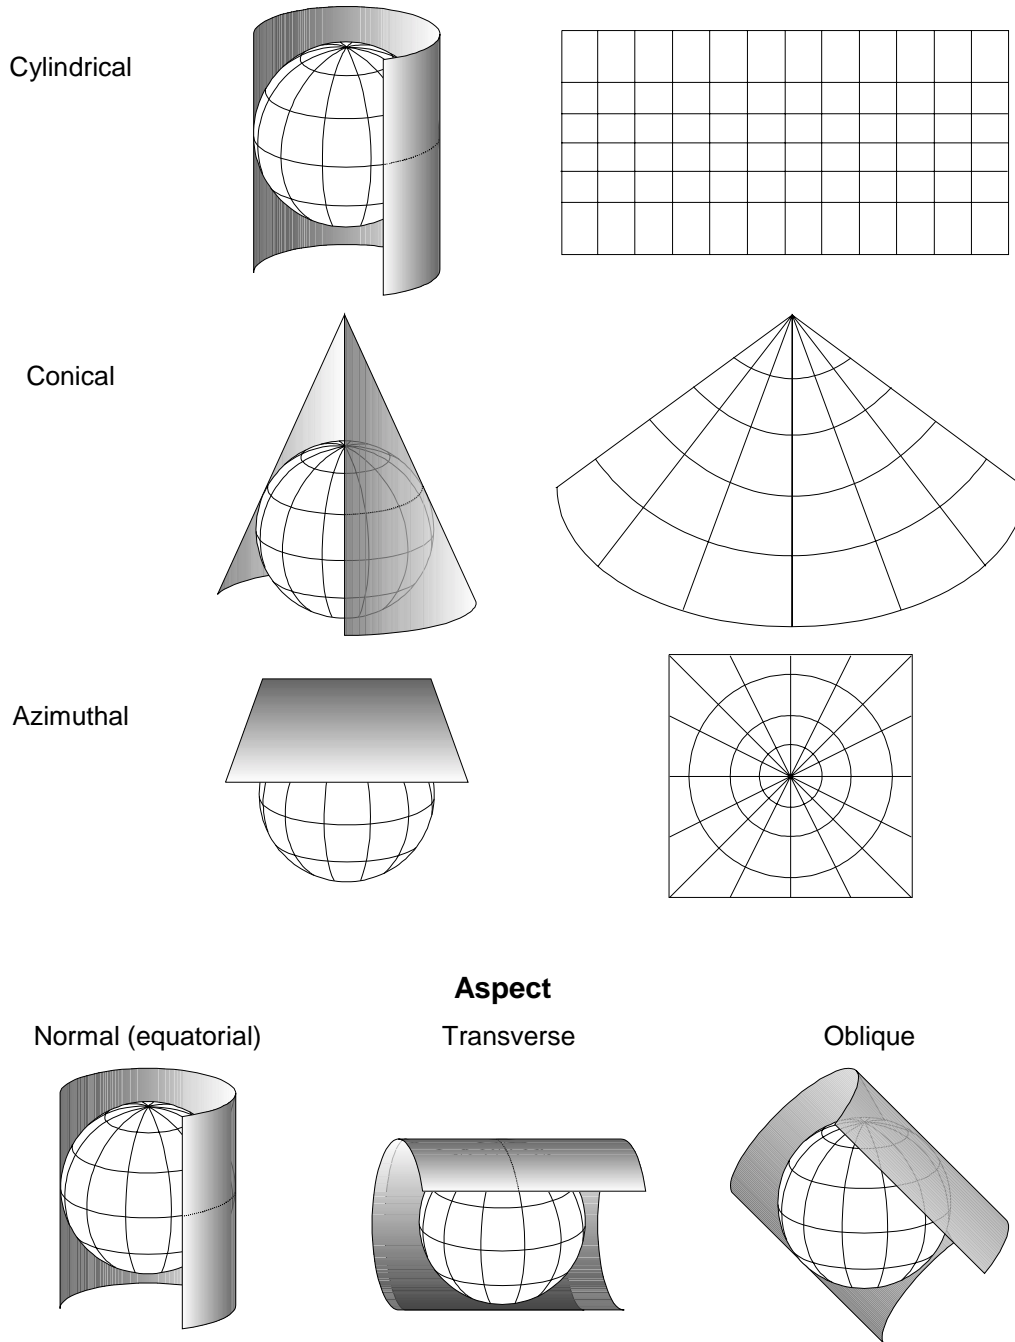 Cylindrical
Conical
Azimuthal
Aspect
Normal (equatorial)
Transverse
Oblique